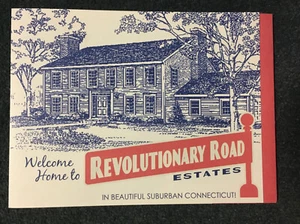 Welcome
Home to
REVOLUTIONARY ROAD
ESTATES
IN BEAUTIFUL SUBURBAN CONNECTICUT!